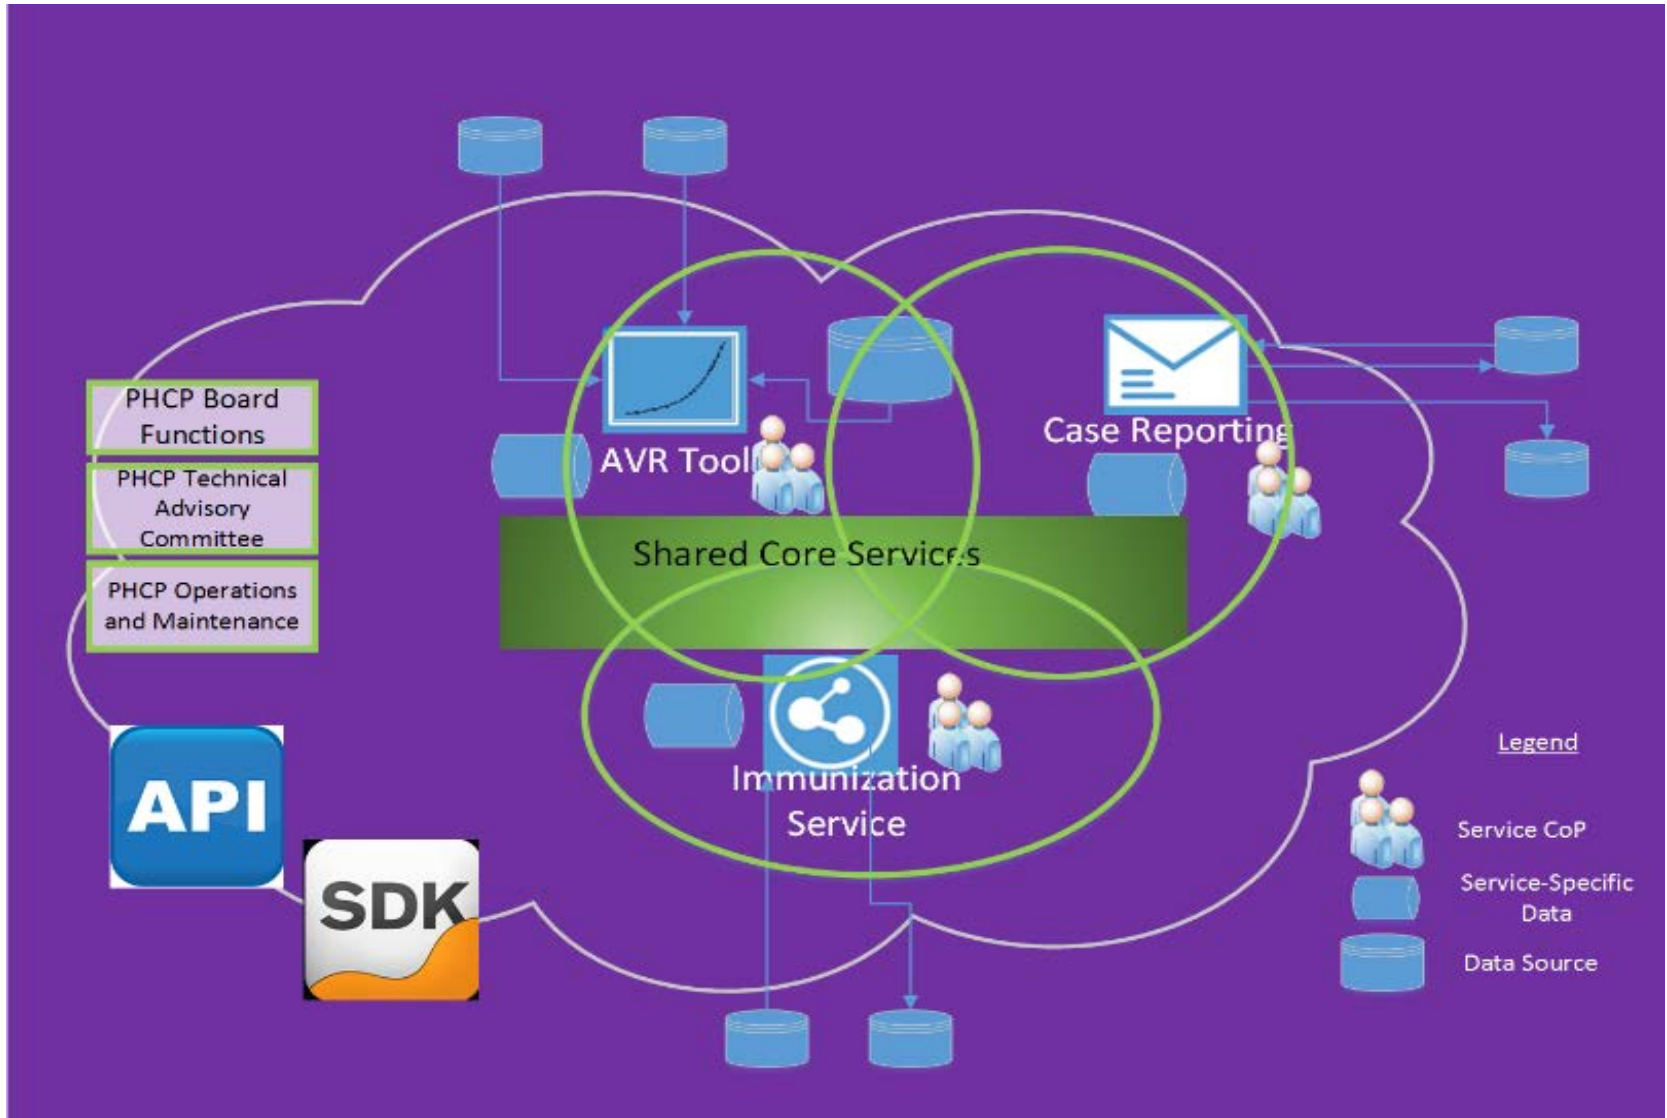 PHCP Board
Functions
PHCP Technical
Advisory
Committee
PHCP Operations
and Maintenance
AVR Tool
Case Reporting
Shared Core Services
Immunization
Service
API
SDK
Legend
Service CoP
Service-Specific
Data
Data Source